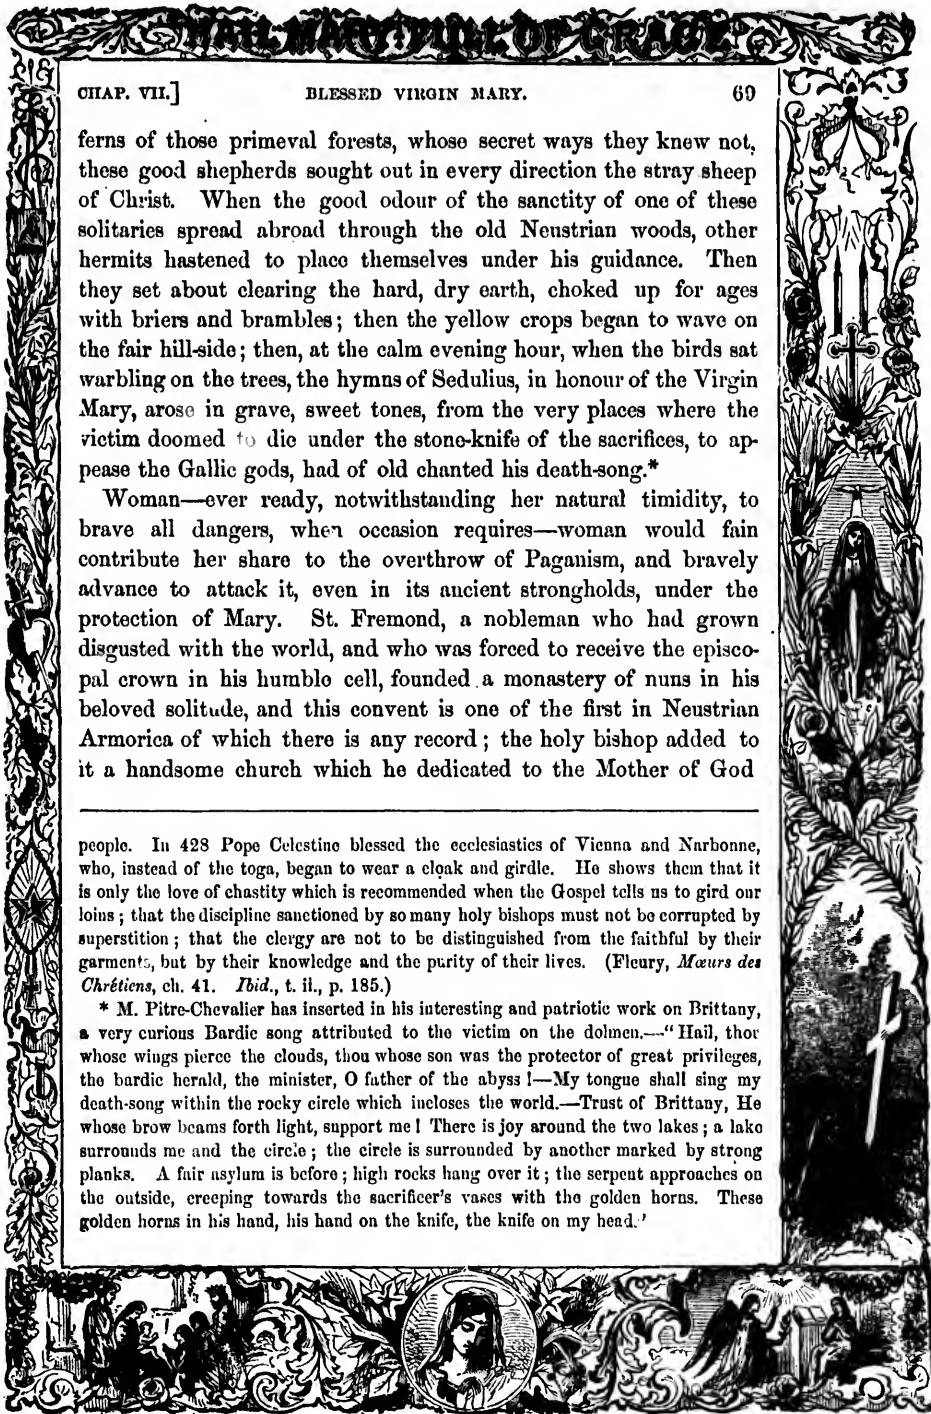 HAIL MARY FULL OF GRACE
CHAP. VII.]
BLESSED VIRGIN MARY.
69
ferns of those primeval forests, whose secret ways they knew not,
these good shepherds sought out in every direction the stray sheep
of Christ. When the good odour of the sanctity of one of these
solitaries spread abroad through the old Neustrian woods, other
hermits hastened to place themselves under his guidance. Then
they set about clearing the hard, dry earth, choked up for ages
with briers and brambles; then the yellow crops began to wave on
the fair hill-side; then, at the calm evening hour, when the birds sat
warbling on the trees, the hymns of Sedulius, in honour of the Virgin
Mary, arose in grave, sweet tones, from the very places where the
victim doomed to die under the stone-knife of the sacrifices, to ap-
pease the Gallic gods, had of old chanted his death-song.*
Woman—ever ready, notwithstanding her natural timidity, to
brave all dangers, when occasion requires—woman would fain
contribute her share to the overthrow of Paganism, and bravely
advance to attack it, even in its ancient strongholds, under the
protection of Mary. St. Fremond, a nobleman who had grown
disgusted with the world, and who was forced to receive the episco-
pal crown in his humble cell, founded a monastery of nuns in his
beloved solitude, and this convent is one of the first in Neustrian
Armorica of which there is any record; the holy bishop added to
it a handsome church which he dedicated to the Mother of God
people. In 428 Pope Celestine blessed the ecclesiastics of Vienna and Narbonne,
who, instead of the toga, began to wear a cloak and girdle. He shows them that it
is only the love of chastity which is recommended when the Gospel tells us to gird our
loins; that the discipline sanctioned by so many holy bishops must not be corrupted by
superstition; that the clergy are not to be distinguished from the faithful by their
garments, but by their knowledge and the purity of their lives. (Fleury, Mœurs des
Chrétiens, ch. 41. Ibid., t. ii., p. 185.)
* M. Pitre-Chevalier has inserted in his interesting and patriotic work on Brittany,
a very curious Bardic song attributed to the victim on the dolmen.—"Hail, thou
whose wings pierce the clouds, thou whose son was the protector of great privileges,
the bardic herald, the minister, O father of the abyss!—My tongue shall sing my
death-song within the rocky circle which incloses the world.—Trust of Brittany, He
whose brow beams forth light, support me! There is joy around the two lakes; a lake
surrounds me and the circle; the circle is surrounded by another marked by strong
planks. A fair asylum is before; high rocks hang over it; the serpent approaches on
the outside, creeping towards the sacrificer's vases with the golden horns. These
golden horns in his hand, his hand on the knife, the knife on my head.'